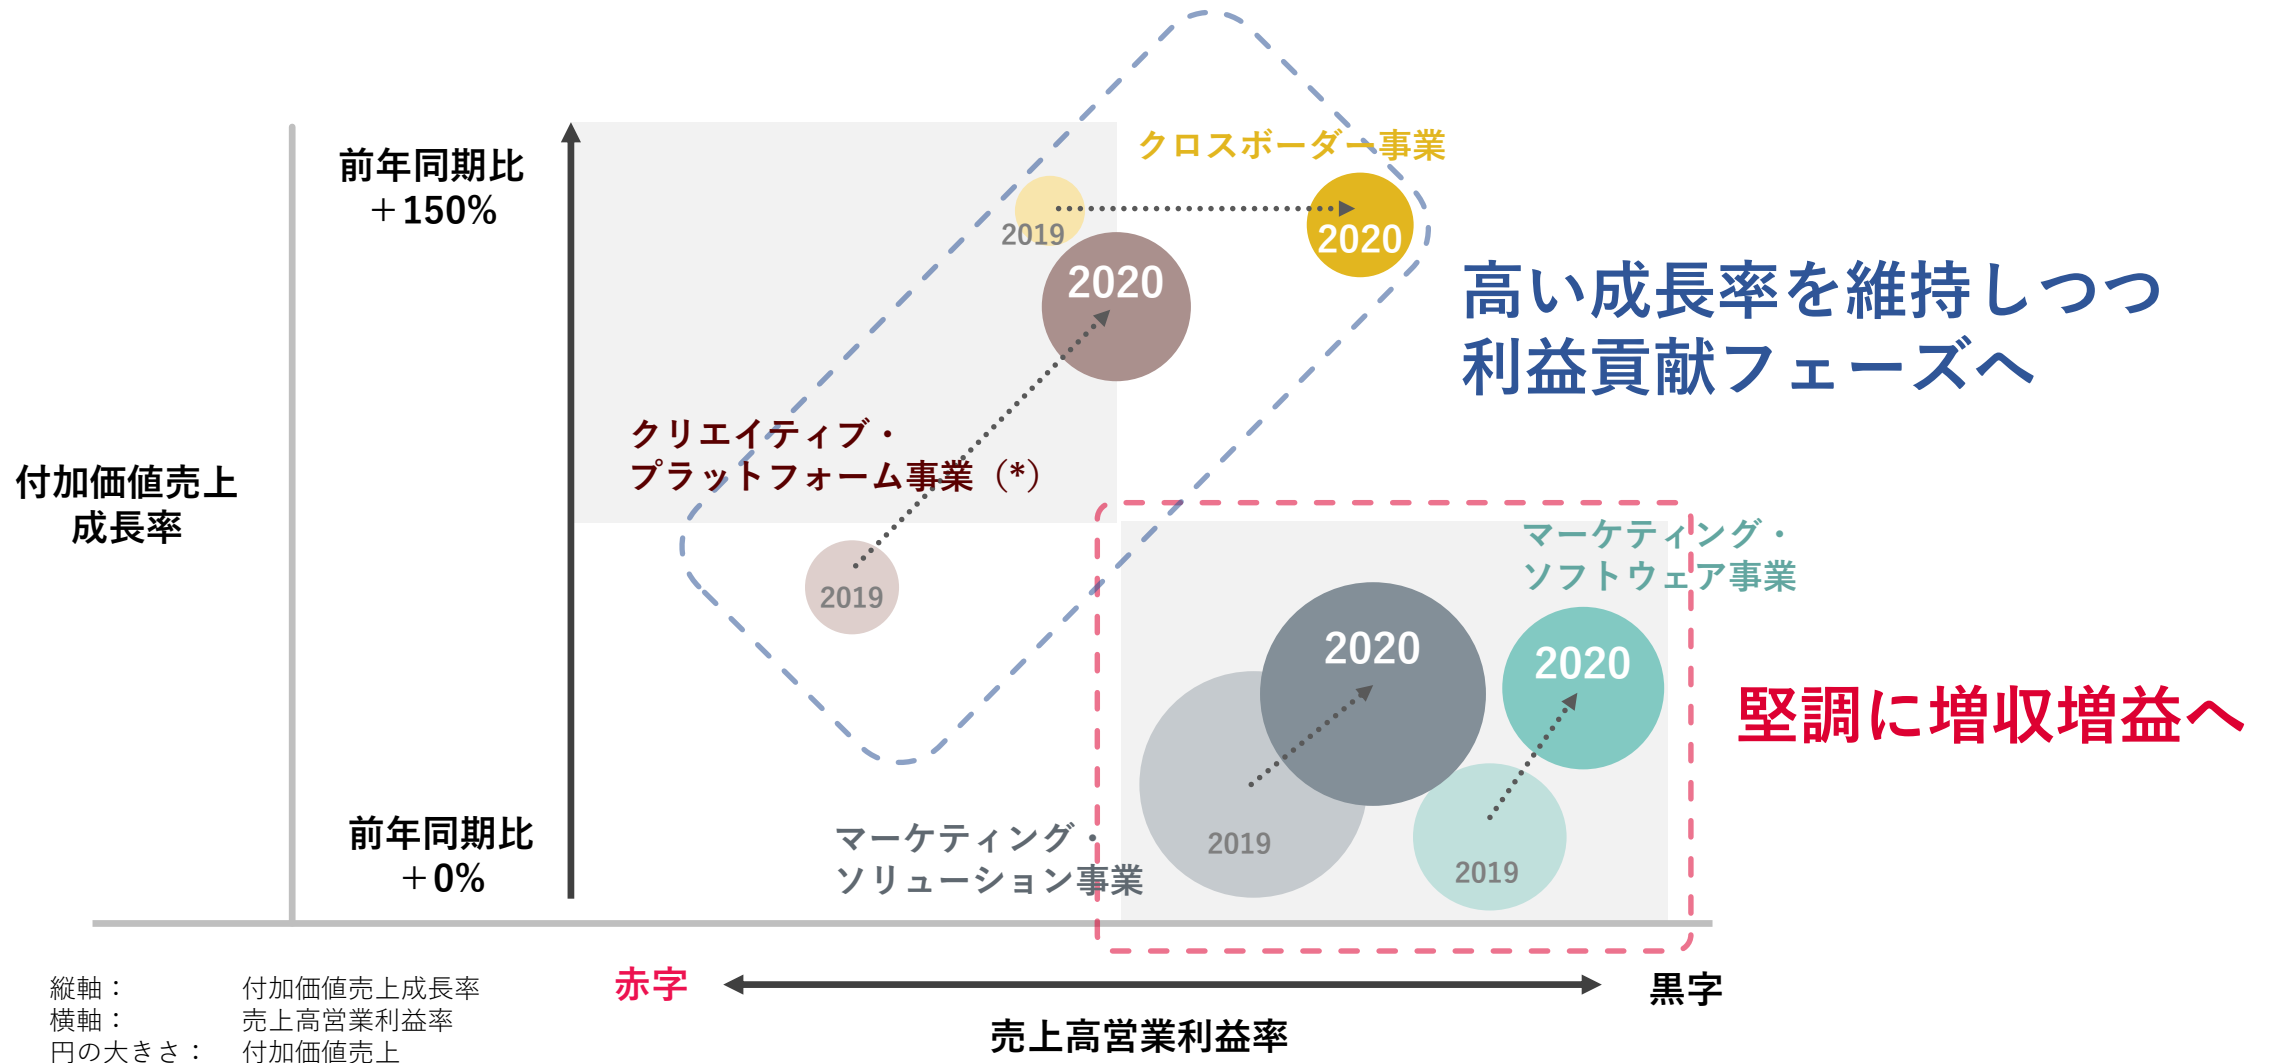 前年同期比
＋150%
クロスボーダー事業
2019
2020
2020
高い成長率を維持しつつ
利益貢献フェーズへ
クリエイティブ・
プラットフォーム事業（*）
付加価値売上
成長率
2019
マーケティング・
ソフトウェア事業
2020
2020
堅調に増収増益へ
前年同期比
＋0%
マーケティング・
ソリューション事業
2019
2019
赤字
黒字
売上高営業利益率
縦軸： 付加価値売上成長率
横軸： 売上高営業利益率
円の大きさ： 付加価値売上